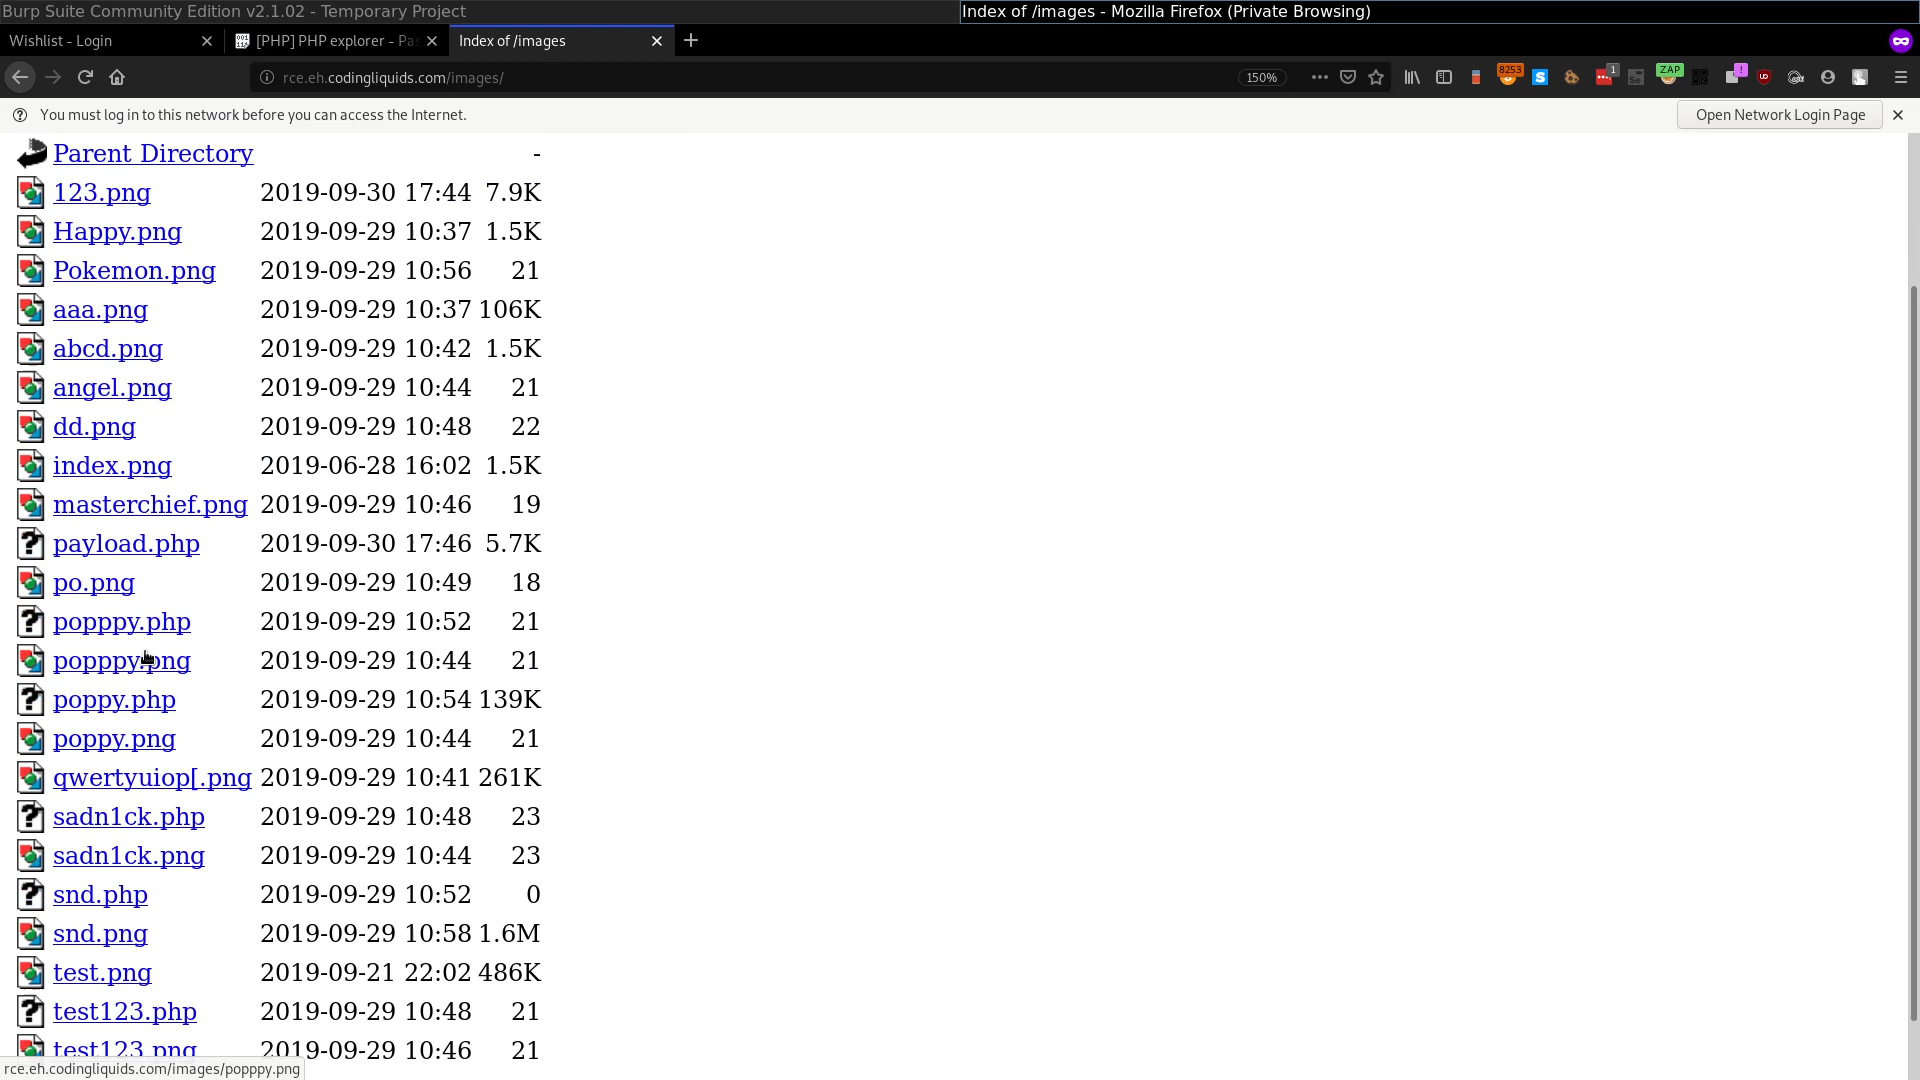 Burp Suite Community Edition v2.1.02 - Temporary Project
Index of /images - Mozilla Firefox (Private Browsing)
Wishlist - Login
[PHP] PHP explorer - Pas
Index of /images
rce.eh.codingliquids.com/images/
150%
8253
S
1
Se
ZAP
!
You must log in to this network before you can access the Internet.
Open Network Login Page
Parent Directory -
123.png 2019-09-30 17:44 7.9K
Happy.png 2019-09-29 10:37 1.5K
Pokemon.png 2019-09-29 10:56 21
aaa.png 2019-09-29 10:37 106K
abcd.png 2019-09-29 10:42 1.5K
angel.png 2019-09-29 10:44 21
dd.png 2019-09-29 10:48 22
index.png 2019-06-28 16:02 1.5K
masterchief.png 2019-09-29 10:46 19
payload.php 2019-09-30 17:46 5.7K
po.png 2019-09-29 10:49 18
popppy.php 2019-09-29 10:52 21
popppy.png 2019-09-29 10:44 21
poppy.php 2019-09-29 10:54 139K
poppy.png 2019-09-29 10:44 21
qwertyuiop[.png 2019-09-29 10:41 261K
sadn1ck.php 2019-09-29 10:48 23
sadn1ck.png 2019-09-29 10:44 23
snd.php 2019-09-29 10:52 0
snd.png 2019-09-29 10:58 1.6M
test.png 2019-09-21 22:02 486K
test123.php 2019-09-29 10:48 21
test123.png 2019-09-29 10:46 21
rce.eh.codingliquids.com/images/popppy.png